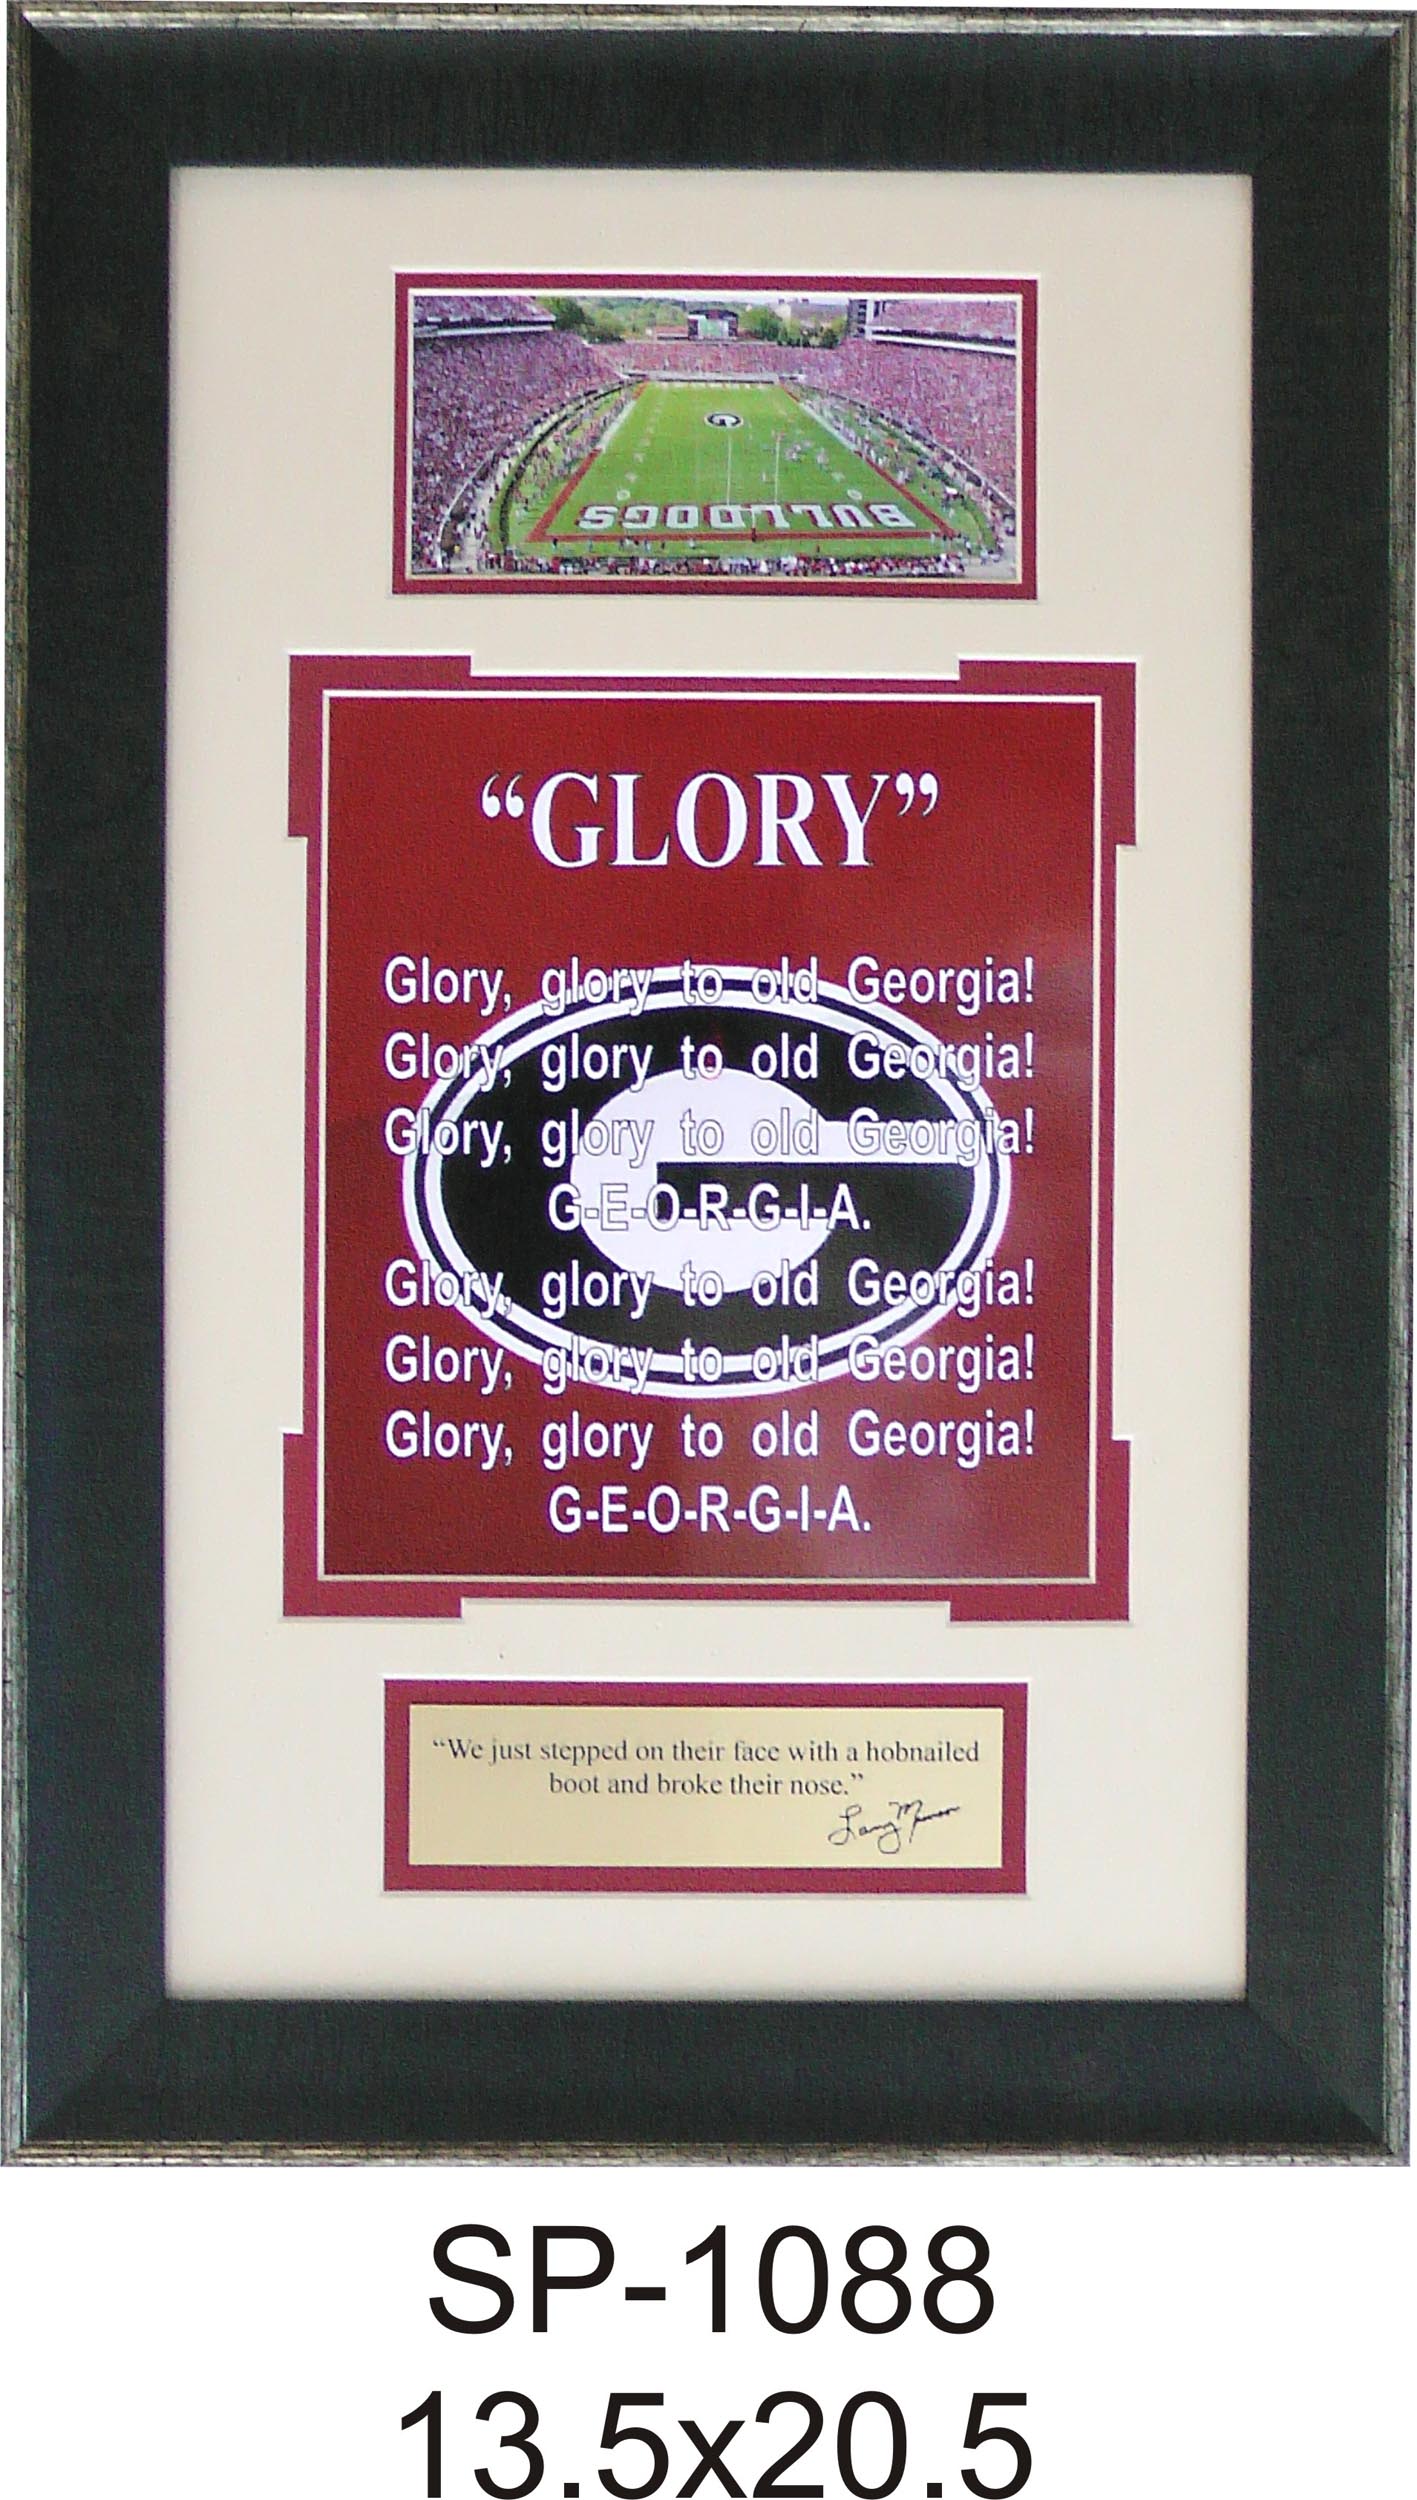 G
BULLDOGS
“GLORY”
Glory, glory to old Georgia!
Glory, glory to old Georgia!
Glory, glory to old Georgia!
G-E-O-R-G-I-A.
Glory, glory to old Georgia!
Glory, glory to old Georgia!
Glory, glory to old Georgia!
G-E-O-R-G-I-A.
“We just stepped on their face with a hobnailed
boot and broke their nose.”
Larry Munson
SP-1088
13.5x20.5